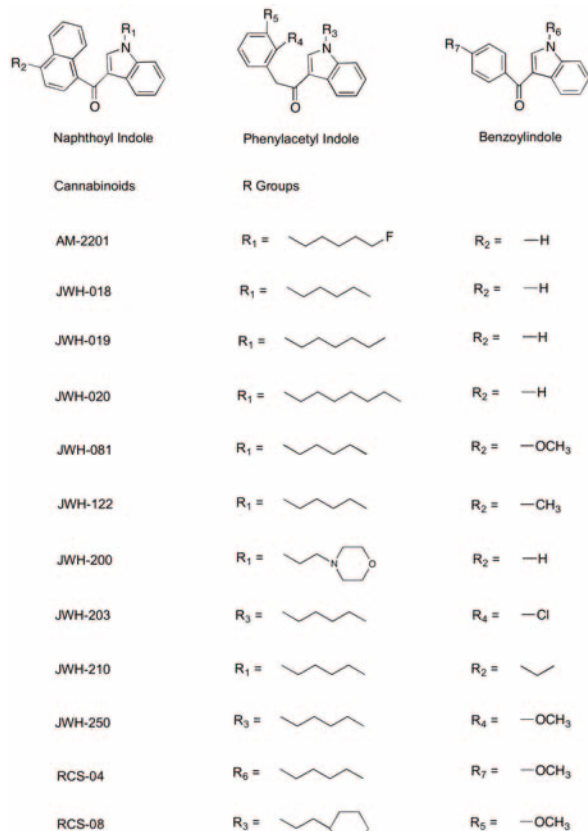 R₁ R₂ N O
R₅ R₄ R₃ N O
R₇ R₆ N O
Naphthoyl Indole Phenylacetyl Indole Benzoylindole
Cannabinoids R Groups
AM-2201 R₁ = F R₂ = —H
JWH-018 R₁ = R₂ = —H
JWH-019 R₁ = R₂ = —H
JWH-020 R₁ = R₂ = —H
JWH-081 R₁ = R₂ = —OCH₃
JWH-122 R₁ = R₂ = —CH₃
JWH-200 R₁ = N O R₂ = —H
JWH-203 R₃ = R₄ = —Cl
JWH-210 R₁ = R₂ =
JWH-250 R₃ = R₄ = —OCH₃
RCS-04 R₆ = R₇ = —OCH₃
RCS-08 R₃ = R₅ = —OCH₃